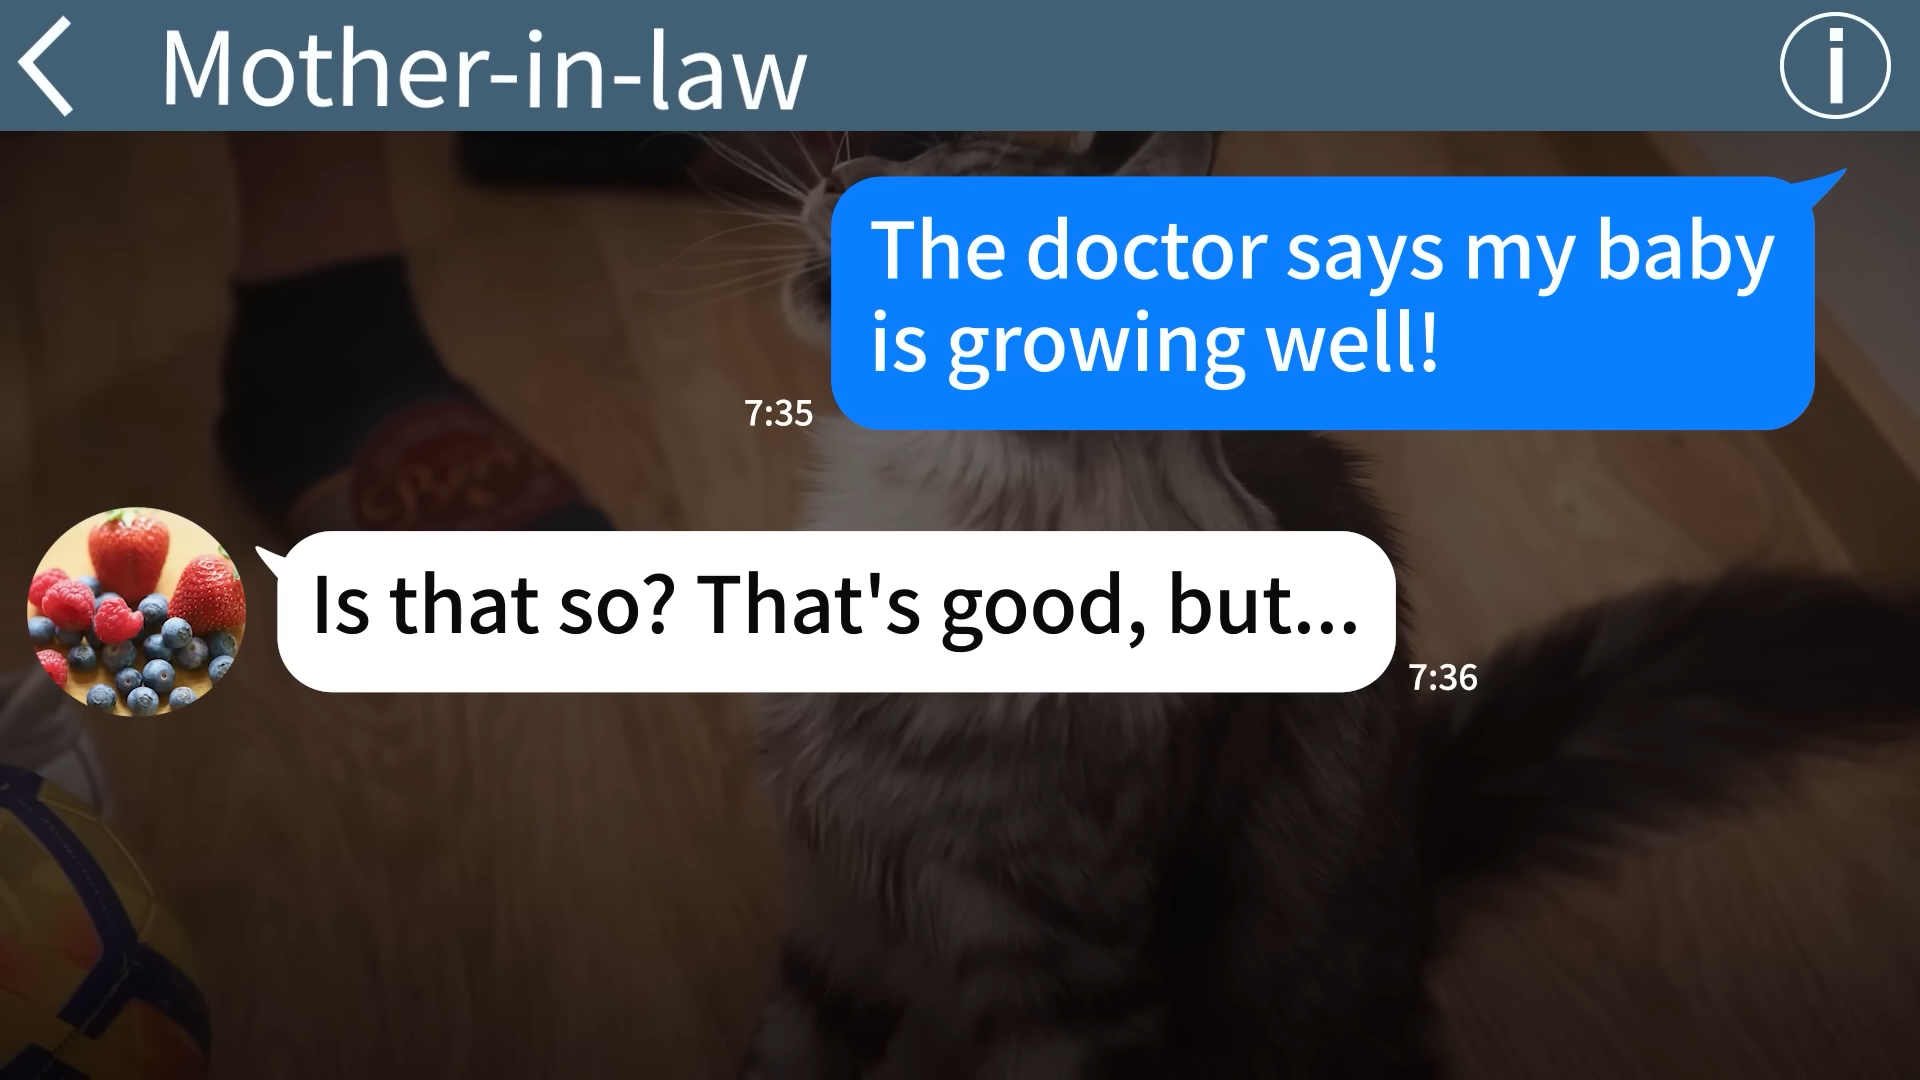 Mother-in-law
The doctor says my baby
is growing well!
7:35
Is that so? That's good, but...
7:36